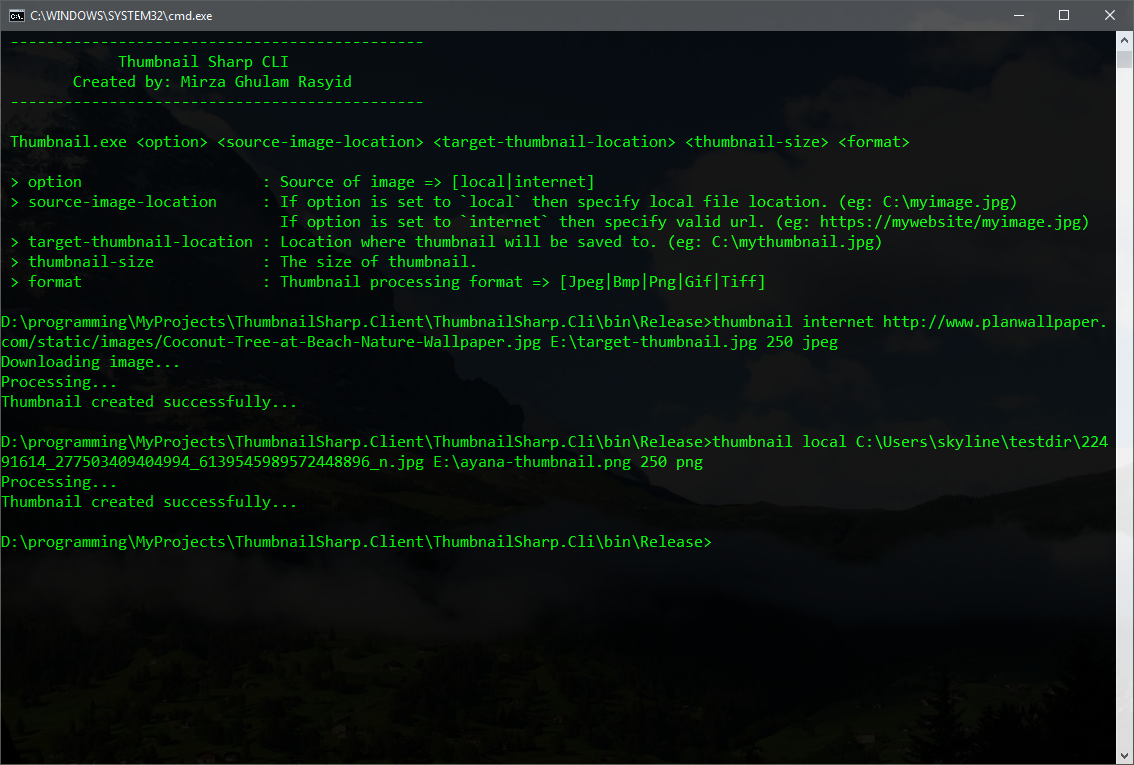 C:\WINDOWS\SYSTEM32\cmd.exe
----------------------------------------------
Thumbnail Sharp CLI
Created by: Mirza Ghulam Rasyid
----------------------------------------------
Thumbnail.exe <option> <source-image-location> <target-thumbnail-location> <thumbnail-size> <format>
> option                    : Source of image => [local|internet]
> source-image-location     : If option is set to `local` then specify local file location. (eg: C:\myimage.jpg)
If option is set to `internet` then specify valid url. (eg: https://mywebsite/myimage.jpg)
> target-thumbnail-location : Location where thumbnail will be saved to. (eg: C:\mythumbnail.jpg)
> thumbnail-size            : The size of thumbnail.
> format                    : Thumbnail processing format => [Jpeg|Bmp|Png|Gif|Tiff]
D:\programming\MyProjects\ThumbnailSharp.Client\ThumbnailSharp.Cli\bin\Release>thumbnail internet http://www.planwallpaper.
com/static/images/Coconut-Tree-at-Beach-Nature-Wallpaper.jpg E:\target-thumbnail.jpg 250 jpeg
Downloading image...
Processing...
Thumbnail created successfully...
D:\programming\MyProjects\ThumbnailSharp.Client\ThumbnailSharp.Cli\bin\Release>thumbnail local C:\Users\skyline\testdir\224
91614_277503409404994_6139545989572448896_n.jpg E:\ayana-thumbnail.png 250 png
Processing...
Thumbnail created successfully...
D:\programming\MyProjects\ThumbnailSharp.Client\ThumbnailSharp.Cli\bin\Release>